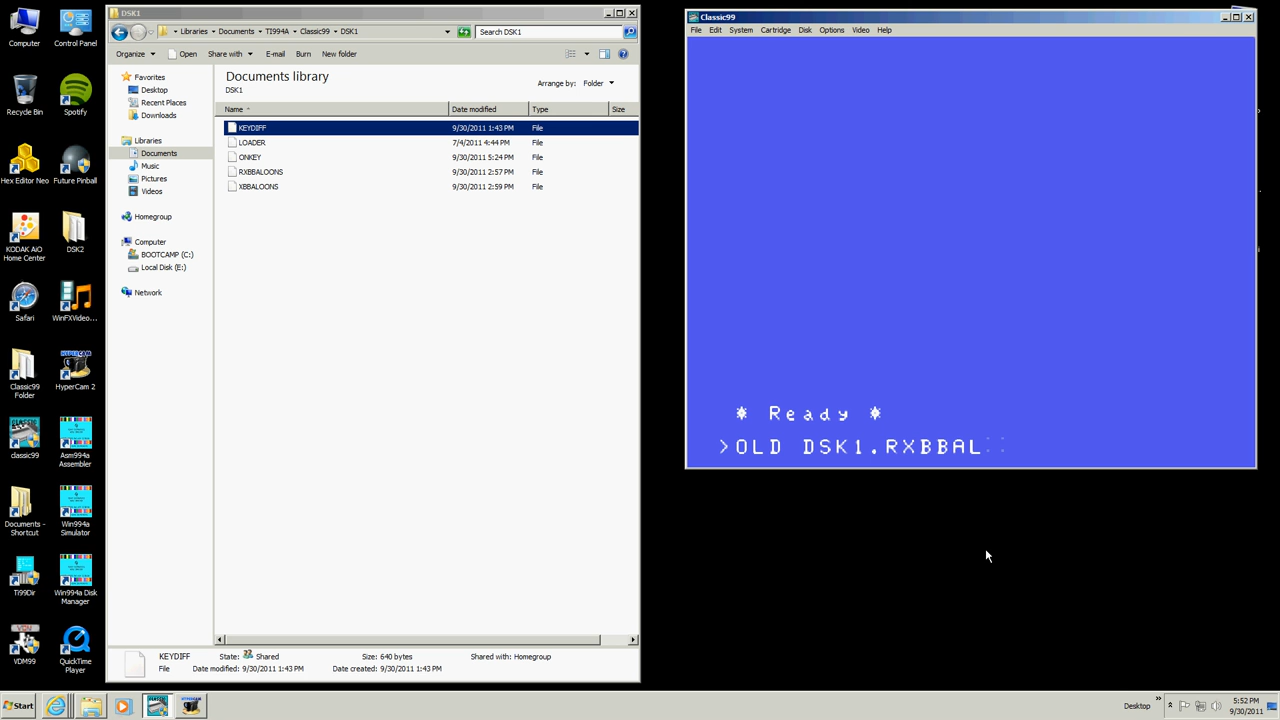 Computer
Control Panel
Recycle Bin
Spotify
Hex Editor Neo
Future Pinball
KODAK AiO Home Center
DSK2
Safari
WinFXVideo...
Classic99 Folder
HyperCam 2
classic99
Asm994a Assembler
Documents - Shortcut
Win994a Simulator
Ti99Dir
Win994a Disk Manager
VDM99
QuickTime Player
DSK1
Libraries Documents TI994A Classic99 DSK1
Search DSK1
Organize Open Share with E-mail Burn New folder
Favorites
Desktop
Recent Places
Downloads
Libraries
Documents
Music
Pictures
Videos
Homegroup
Computer
BOOTCAMP (C:)
Local Disk (E:)
Network
Documents library
DSK1
Arrange by: Folder
Name Date modified Type Size
KEYDIFF 9/30/2011 1:43 PM File
LOADER 7/4/2011 4:44 PM File
ONKEY 9/30/2011 5:24 PM File
RXBBALOONS 9/30/2011 2:57 PM File
XBBALOONS 9/30/2011 2:59 PM File
KEYDIFF State: Shared Size: 640 bytes Shared with: Homegroup
File Date modified: 9/30/2011 1:43 PM Date created: 9/30/2011 1:43 PM
Classic99
File Edit System Cartridge Disk Options Video Help
* Ready *
>OLD DSK1.RXBBAL
Start
Desktop
5:52 PM
9/30/2011